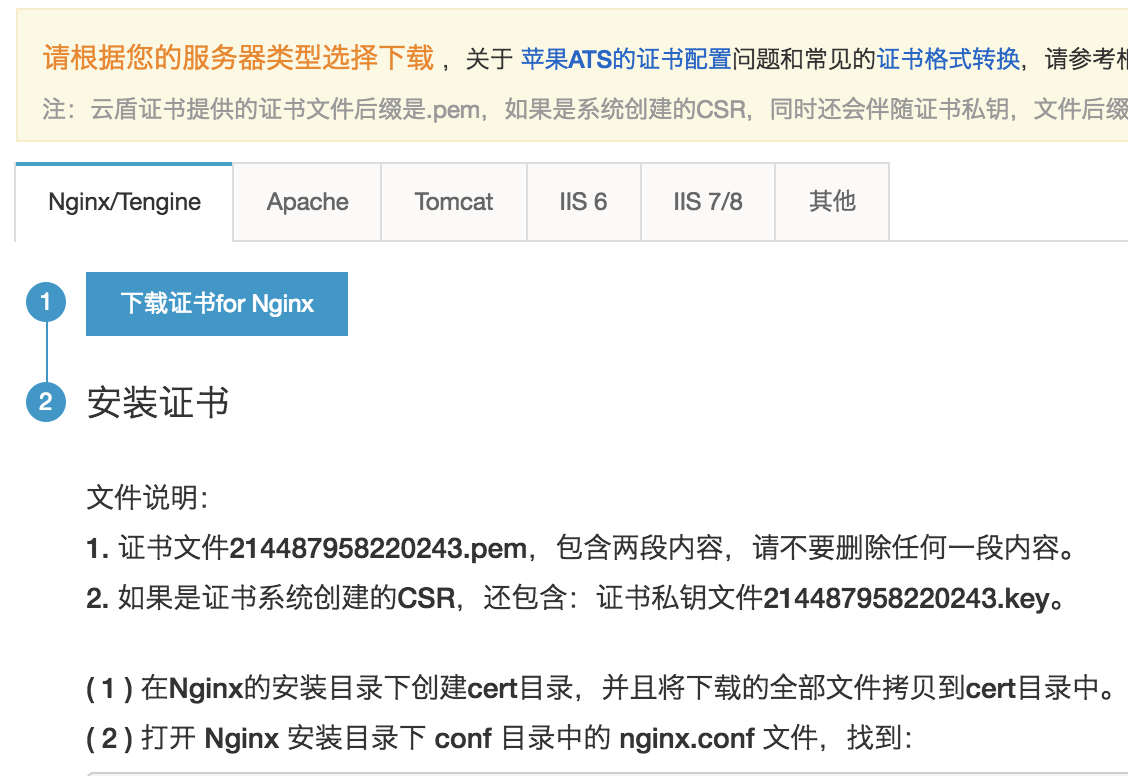 请根据您的服务器类型选择下载，关于 苹果ATS的证书配置问题和常见的证书格式转换，请参考
注：云盾证书提供的证书文件后缀是.pem，如果是系统创建的CSR，同时还会伴随证书私钥，文件后缀
Nginx/Tengine Apache Tomcat IIS 6 IIS 7/8 其他
1 下载证书for Nginx
2 安装证书
文件说明：
1. 证书文件214487958220243.pem，包含两段内容，请不要删除任何一段内容。
2. 如果是证书系统创建的CSR，还包含：证书私钥文件214487958220243.key。
( 1 ) 在Nginx的安装目录下创建cert目录，并且将下载的全部文件拷贝到cert目录中。
( 2 ) 打开 Nginx 安装目录下 conf 目录中的 nginx.conf 文件，找到：